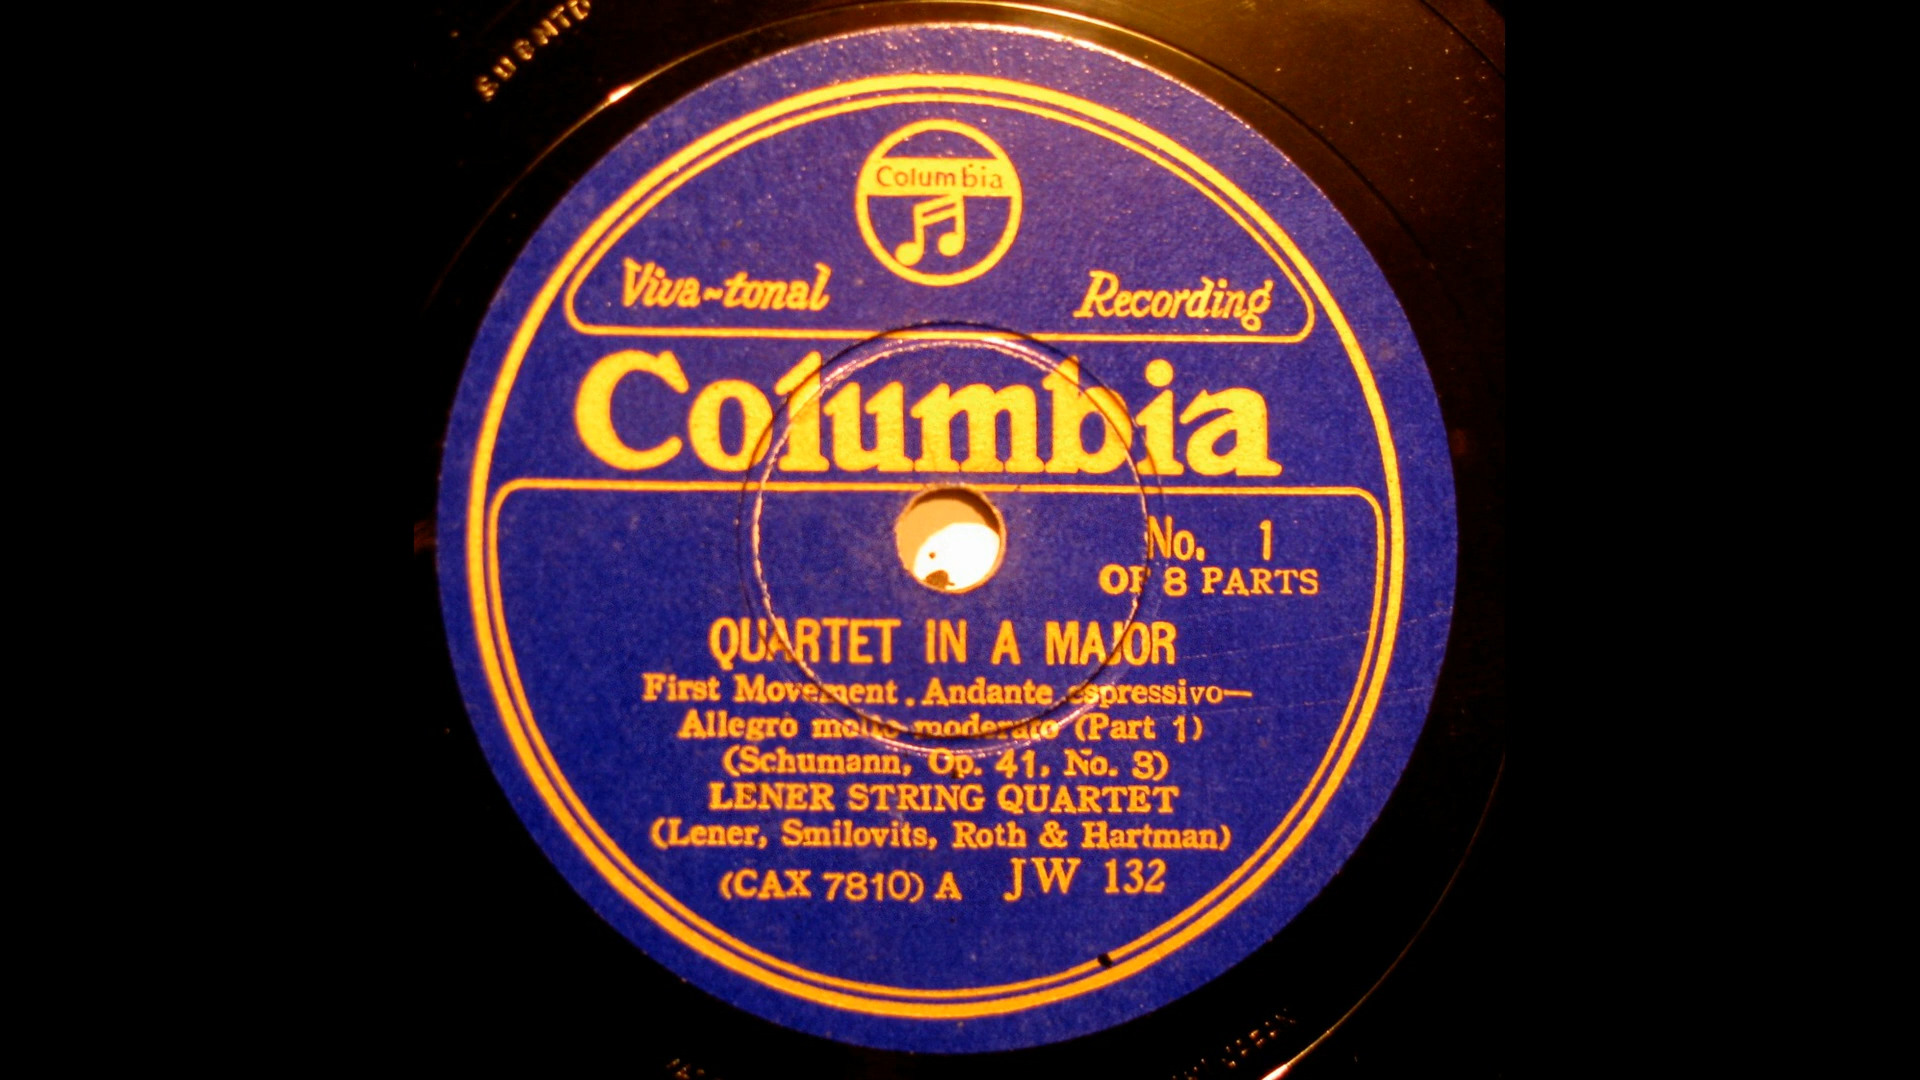 Columbia
Viva-tonal Recording
Columbia
No. 1
OF 8 PARTS
QUARTET IN A MAJOR
First Movement. Andante espressivo—
Allegro molto moderato (Part 1)
(Schumann, Op. 41, No. 3)
LENER STRING QUARTET
(Lener, Smilovits, Roth & Hartman)
(CAX 7810) A JW 132
JAPAN